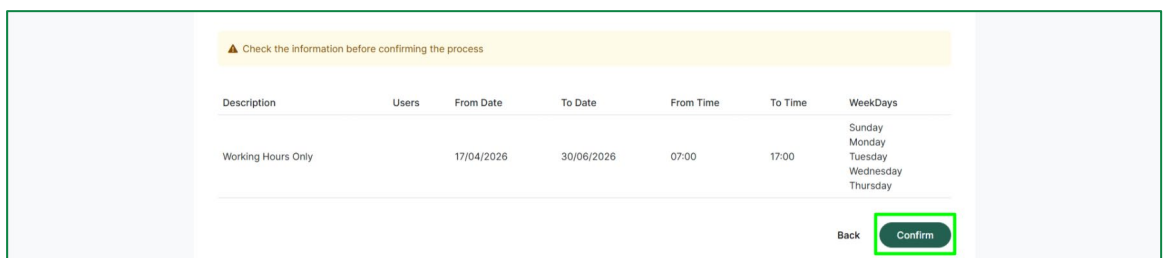 Check the information before confirming the process
Description Users From Date To Date From Time To Time WeekDays
Working Hours Only 17/04/2026 30/06/2026 07:00 17:00 Sunday
Monday
Tuesday
Wednesday
Thursday
Back Confirm